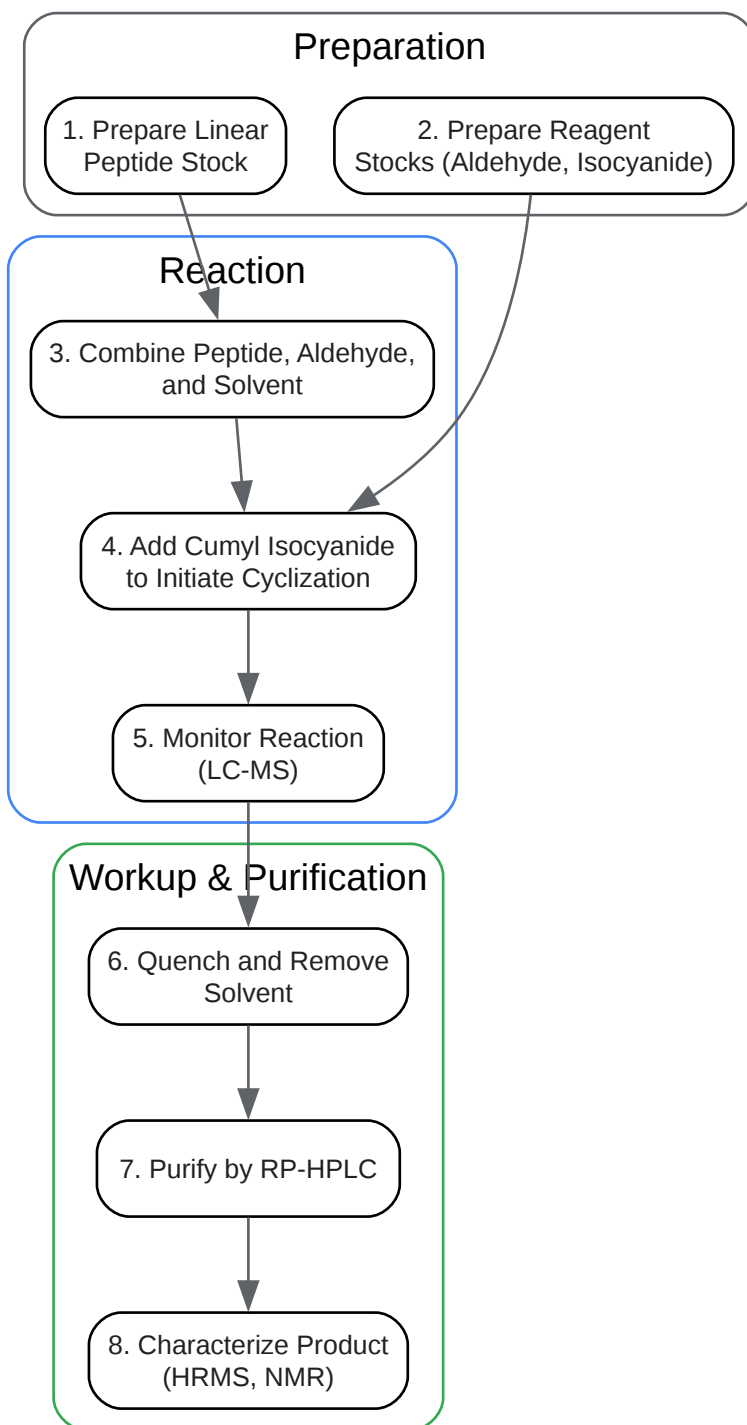 Preparation
1. Prepare Linear
Peptide Stock
2. Prepare Reagent
Stocks (Aldehyde, Isocyanide)
Reaction
3. Combine Peptide, Aldehyde,
and Solvent
4. Add Cumyl Isocyanide
to Initiate Cyclization
5. Monitor Reaction
(LC-MS)
Workup & Purification
6. Quench and Remove
Solvent
7. Purify by RP-HPLC
8. Characterize Product
(HRMS, NMR)